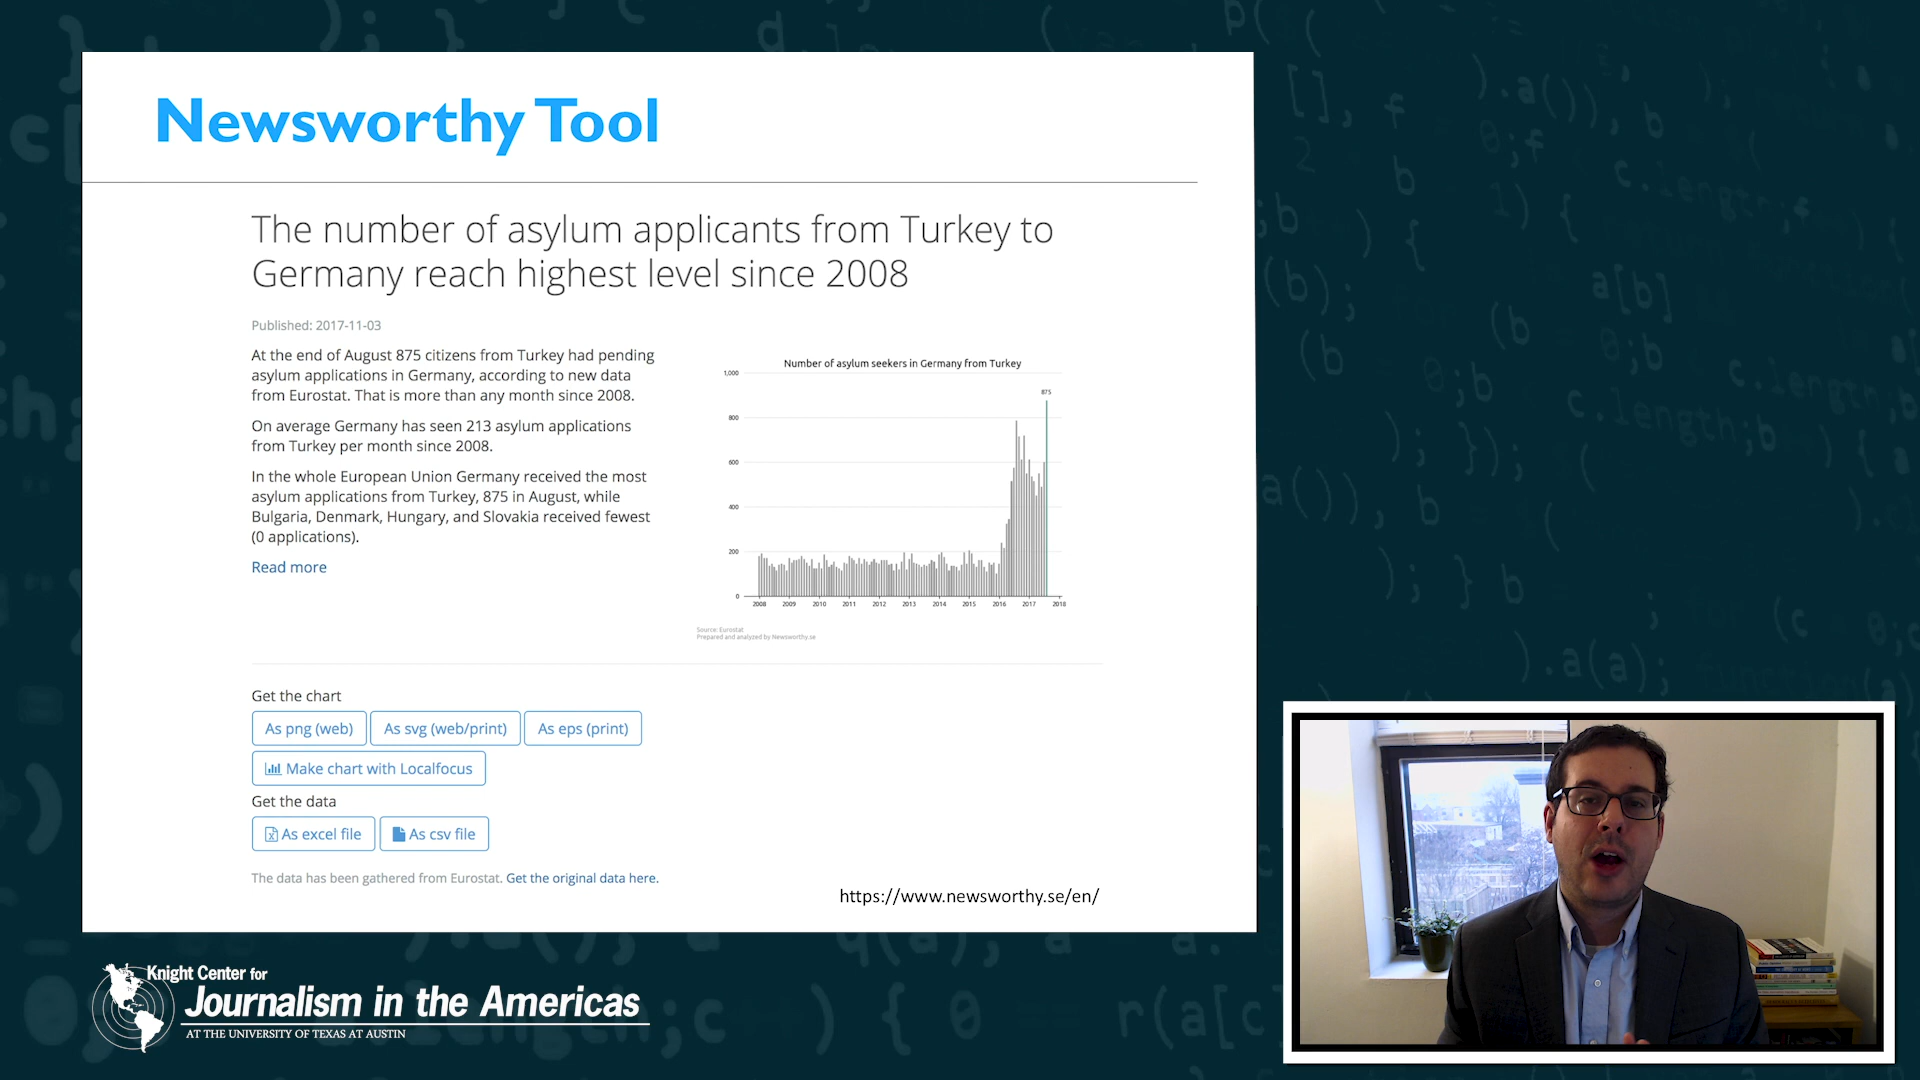 Newsworthy Tool
The number of asylum applicants from Turkey to
Germany reach highest level since 2008
Published: 2017-11-03
At the end of August 875 citizens from Turkey had pending
asylum applications in Germany, according to new data
from Eurostat. That is more than any month since 2008.
On average Germany has seen 213 asylum applications
from Turkey per month since 2008.
In the whole European Union Germany received the most
asylum applications from Turkey, 875 in August, while
Bulgaria, Denmark, Hungary, and Slovakia received fewest
(0 applications).
Read more
Number of asylum seekers in Germany from Turkey
1,000
875
800
600
400
200
0
2008 2009 2010 2011 2012 2013 2014 2015 2016 2017 2018
Source: Eurostat
Prepared and analyzed by Newsworthy.se
Get the chart
As png (web) As svg (web/print) As eps (print)
Make chart with Localfocus
Get the data
As excel file As csv file
The data has been gathered from Eurostat. Get the original data here.
https://www.newsworthy.se/en/
Knight Center for
Journalism in the Americas
AT THE UNIVERSITY OF TEXAS AT AUSTIN